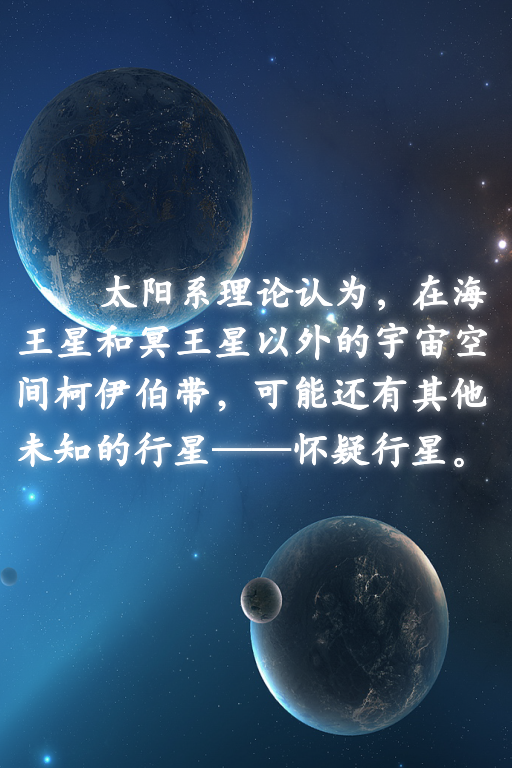 太阳系理论认为，在海
王星和冥王星以外的宇宙空
间柯伊伯带，可能还有其他
未知的行星——怀疑行星。